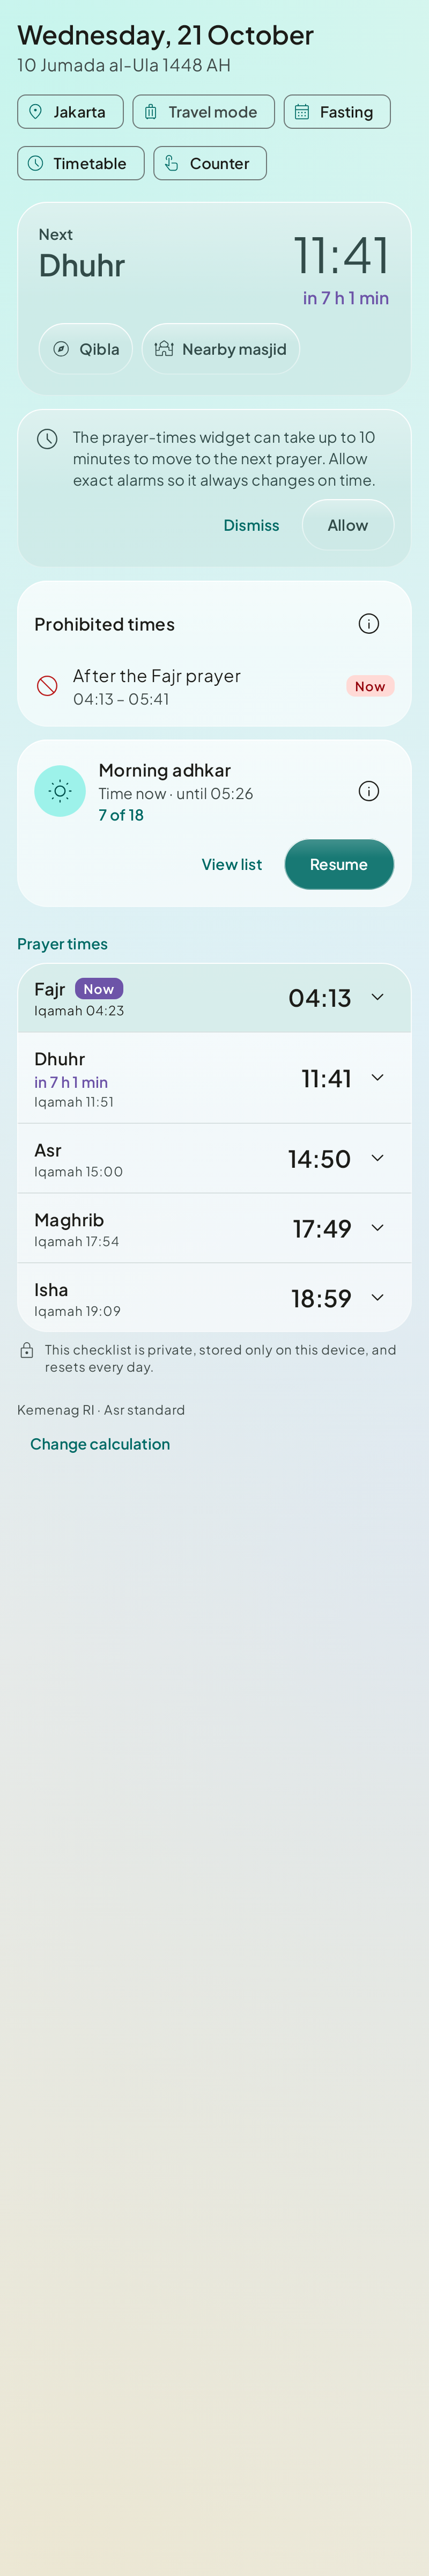 Wednesday, 21 October
10 Jumada al-Ula 1448 AH
Jakarta
Travel mode
Fasting
Timetable
Counter
Next
Dhuhr
11:41
in 7 h 1 min
Qibla
Nearby masjid
The prayer-times widget can take up to 10
minutes to move to the next prayer. Allow
exact alarms so it always changes on time.
Dismiss
Allow
Prohibited times
After the Fajr prayer
04:13 – 05:41
Now
Morning adhkar
Time now · until 05:26
7 of 18
View list
Resume
Prayer times
Fajr
Now
Iqamah 04:23
04:13
Dhuhr
in 7 h 1 min
Iqamah 11:51
11:41
Asr
Iqamah 15:00
14:50
Maghrib
Iqamah 17:54
17:49
Isha
Iqamah 19:09
18:59
This checklist is private, stored only on this device, and
resets every day.
Kemenag RI · Asr standard
Change calculation